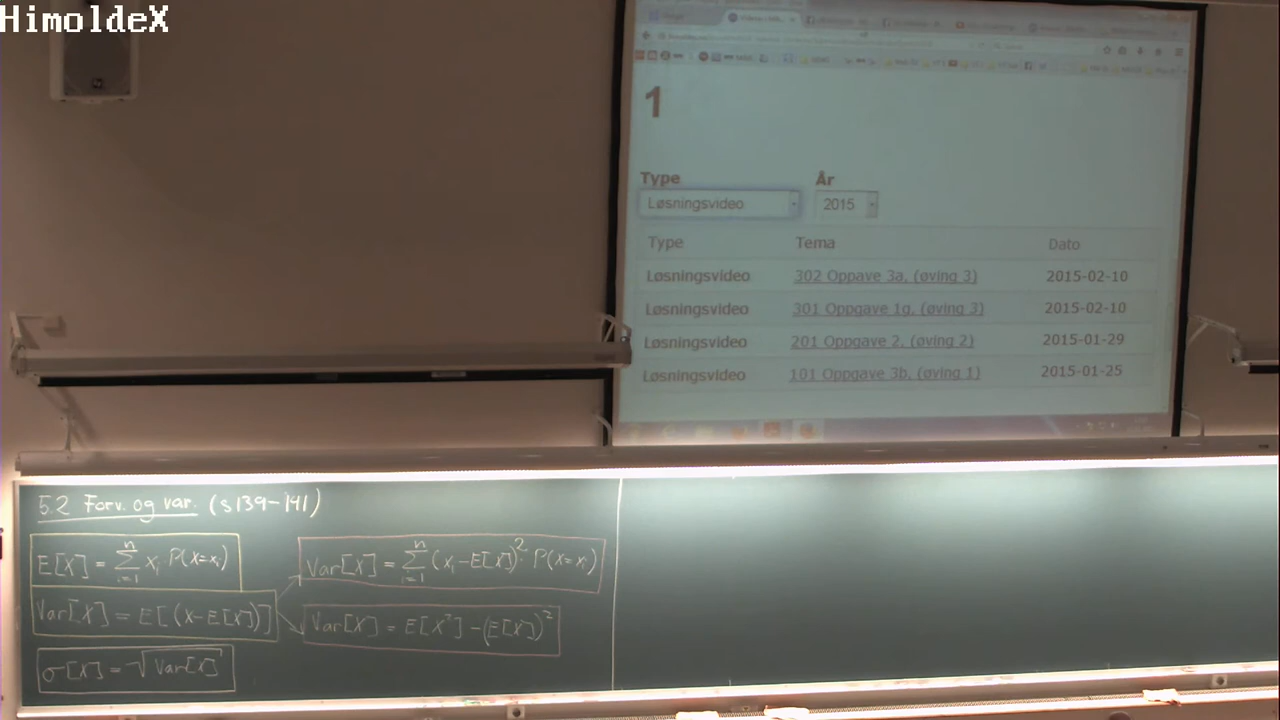 HimoldeX
1
Type År
Løsningsvideo 2015
Type Tema Dato
Løsningsvideo 302 Oppave 3a, (øving 3) 2015-02-10
Løsningsvideo 301 Oppgave 1g, (øving 3) 2015-02-10
Løsningsvideo 201 Oppgave 2, (øving 2) 2015-01-29
Løsningsvideo 101 Oppgave 3b, (øving 1) 2015-01-25
5.2 Forv. og var. (s139-141)
E[X] = \sum_{i=1}^{n} x_i · P(X=x_i)
Var[X] = \sum_{i=1}^{n} (x_i - E[X])^2 · P(X=x_i)
Var[X] = E[(X-E[X])]
Var[X] = E[X^2] - (E[X])^2
σ[X] = \sqrt{Var[X]}